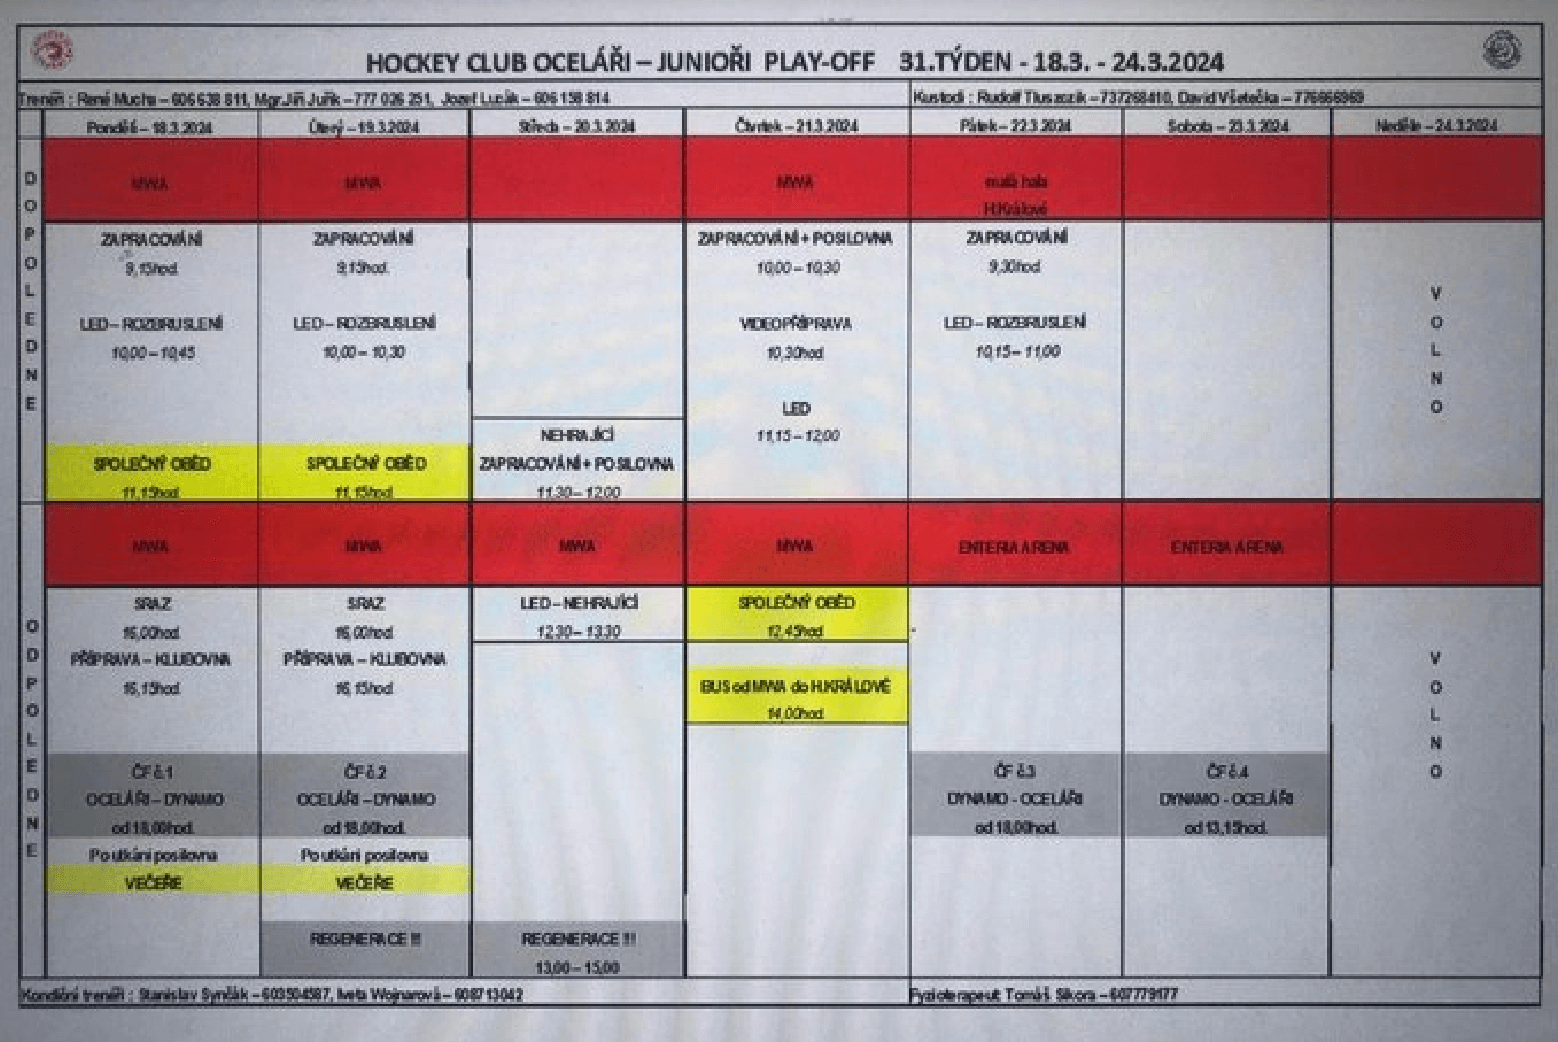 HOCKEY CLUB OCELÁŘI – JUNIOŘI PLAY-OFF 31.TÝDEN - 18.3. - 24.3.2024
Trenéři : René Mucha – 606 638 811, Mgr.Jiří Juřík – 777 026 251, Jozef Lupák – 606 158 814
Kustodi : Rudolf Tluszczik – 737268410, David Všetečka – 776666969
Pondělí – 18.3.2024
Úterý – 19.3.2024
Středa – 20.3.2024
Čtvrtek – 21.3.2024
Pátek – 22.3.2024
Sobota – 23.3.2024
Neděle – 24.3.2024
DOPOLEDNE
MWA
MWA
MWA
malá hala
H.Králové
ZAPRACOVÁNÍ
9,15hod.
LED – ROZBRUSLENÍ
10,00 – 10,45
SPOLEČNÝ OBĚD
11,15hod.
ZAPRACOVÁNÍ
9,15hod.
LED – ROZBRUSLENÍ
10,00 – 10,30
SPOLEČNÝ OBĚD
11,15hod.
NEHRAJÍCÍ
ZAPRACOVÁNÍ + POSILOVNA
11.30 – 12.00
ZAPRACOVÁNÍ + POSILOVNA
10,00 – 10,30
VIDEOPŘÍPRAVA
10,30hod.
LED
11,15 – 12,00
ZAPRACOVÁNÍ
9,30hod.
LED – ROZBRUSLENÍ
10,15 – 11,00
VOLNO
ODPOLEDNE
MWA
MWA
MWA
MWA
ENTERIA ARENA
ENTERIA ARENA
SRAZ
16,00hod.
PŘÍPRAVA – KLUBOVNA
16,15hod.
ČF č.1
OCELÁŘI – DYNAMO
od 18,00hod.
Po utkání posilovna
VEČEŘE
SRAZ
16,00hod.
PŘÍPRAVA – KLUBOVNA
16,15hod.
ČF č.2
OCELÁŘI – DYNAMO
od 18,00hod.
Po utkání posilovna
VEČEŘE
REGENERACE !!!
LED – NEHRAJÍCÍ
12.30 – 13.30
REGENERACE !!!
13,00 – 15,00
SPOLEČNÝ OBĚD
12,45hod.
BUS od MWA do H.KRÁLOVÉ
14,00hod.
ČF č.3
DYNAMO - OCELÁŘI
od 18,00hod.
ČF č.4
DYNAMO - OCELÁŘI
od 13,15hod.
VOLNO
Kondiční trenéři : Stanislav Synčák – 603504587, Iveta Wojnarová – 608713042
Fyzioterapeut: Tomáš Sikora – 607779177